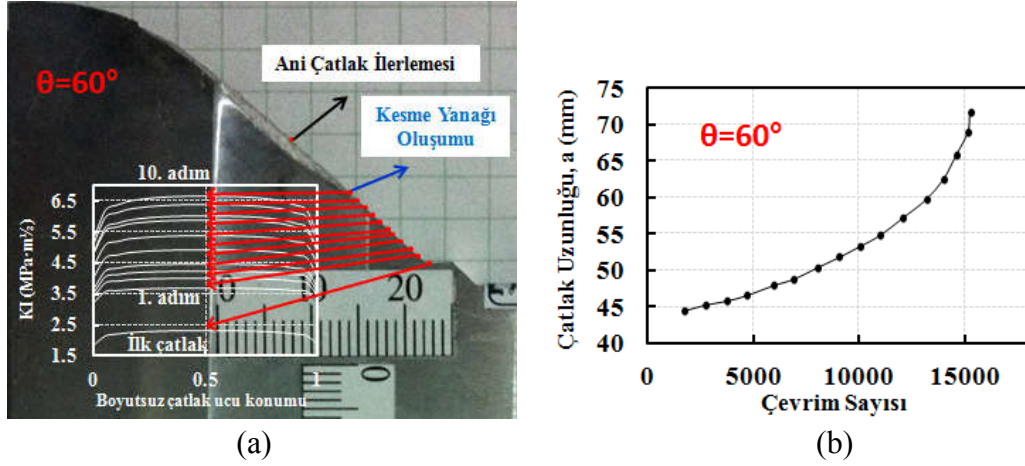 θ=60°
Ani Çatlak İlerlemesi
Kesme Yanağı
Oluşumu
10. adım
6.5
5.5
4.5
3.5
2.5
1.5
KI (MPa·m½)
1. adım
İlk çatlak
0 10 20
0
0 0.5 1
Boyutsuz çatlak ucu konumu
(a)
75
70
65
60
55
50
45
40
Çatlak Uzunluğu, a (mm)
θ=60°
0 5000 10000 15000
Çevrim Sayısı
(b)